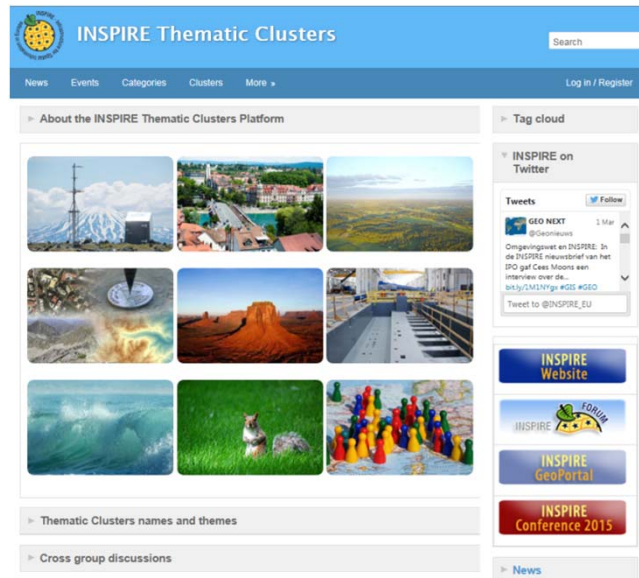 INSPIRE Thematic Clusters
Search
News Events Categories Clusters More »
Log in / Register
About the INSPIRE Thematic Clusters Platform
Thematic Clusters names and themes
Cross group discussions
Tag cloud
INSPIRE on
Twitter
Tweets Follow
GEO NEXT 1 Mar
@Geonieuws
Omgevingswet en INSPIRE: In
de INSPIRE nieuwsbrief van het
IPO gaf Cees Moons een
interview over de...
bit.ly/1M1NYgx #GIS #GEO
Tweet to @INSPIRE_EU
INSPIRE
Website
INSPIRE FORUM
INSPIRE
GeoPortal
INSPIRE
Conference 2015
News